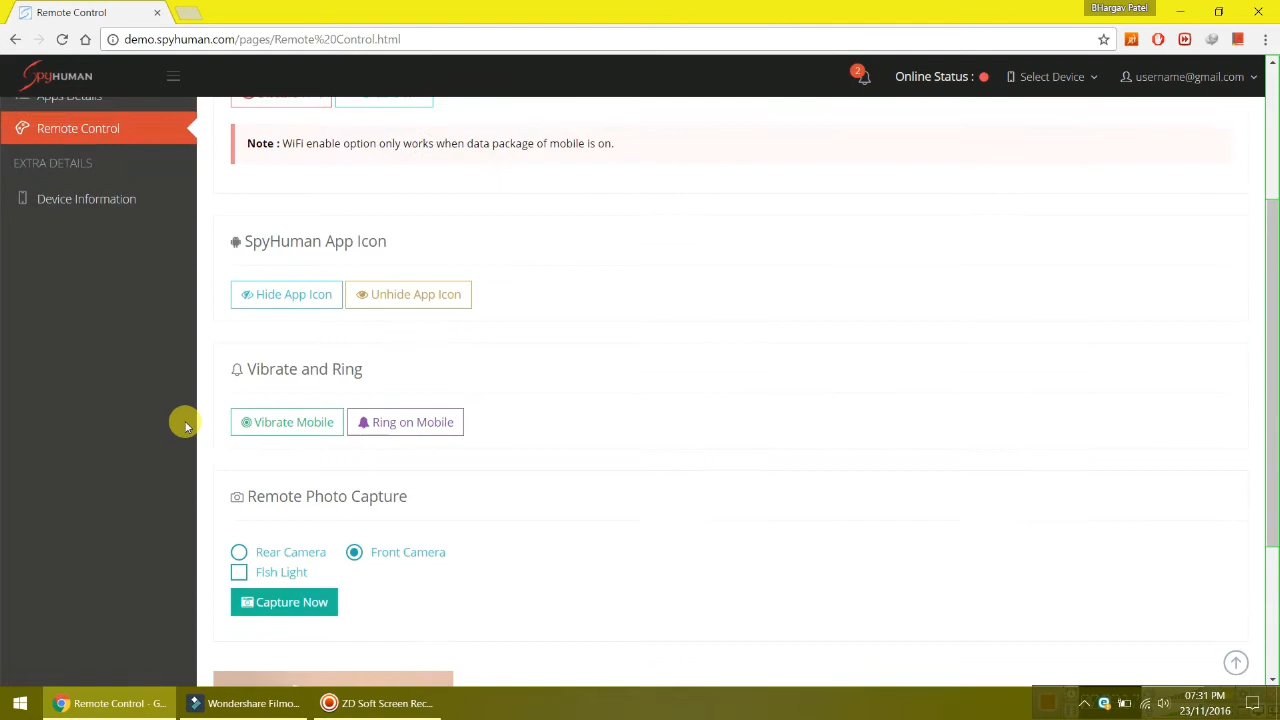 Remote Control
BHargav Patel
demo.spyhuman.com/pages/Remote%20Control.html
SPYHUMAN
2
Online Status :
Select Device
username@gmail.com
Apps Details
Remote Control
EXTRA DETAILS
Device Information
Note : WiFi enable option only works when data package of mobile is on.
SpyHuman App Icon
Hide App Icon
Unhide App Icon
Vibrate and Ring
Vibrate Mobile
Ring on Mobile
Remote Photo Capture
Rear Camera
Front Camera
Flsh Light
Capture Now
Remote Control - G...
Wondershare Filmo...
ZD Soft Screen Rec...
07:31 PM
23/11/2016